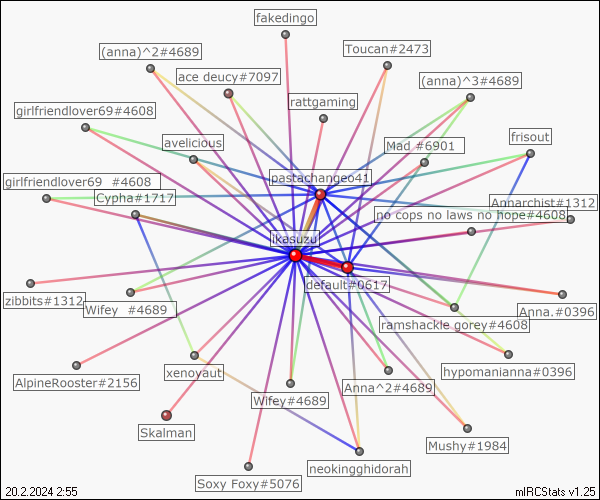 fakedingo
(anna)^2#4689
Toucan#2473
ace deucy#7097
(anna)^3#4689
rattgaming
girlfriendlover69#4608
avelicious
Mad #6901
frisout
pastachangeo41
girlfriendlover69 #4608
Cypha#1717
Annarchist#1312
no cops no laws no hope#4608
ikasuzu
default#0617
zibbits#1312
Wifey #4689
Anna.#0396
ramshackle gorey#4608
xenoyaut
hypomanianna#0396
AlpineRooster#2156
Anna^2#4689
Wifey#4689
Skalman
Mushy#1984
neokingghidorah
Soxy Foxy#5076
20.2.2024 2:55
mIRCStats v1.25